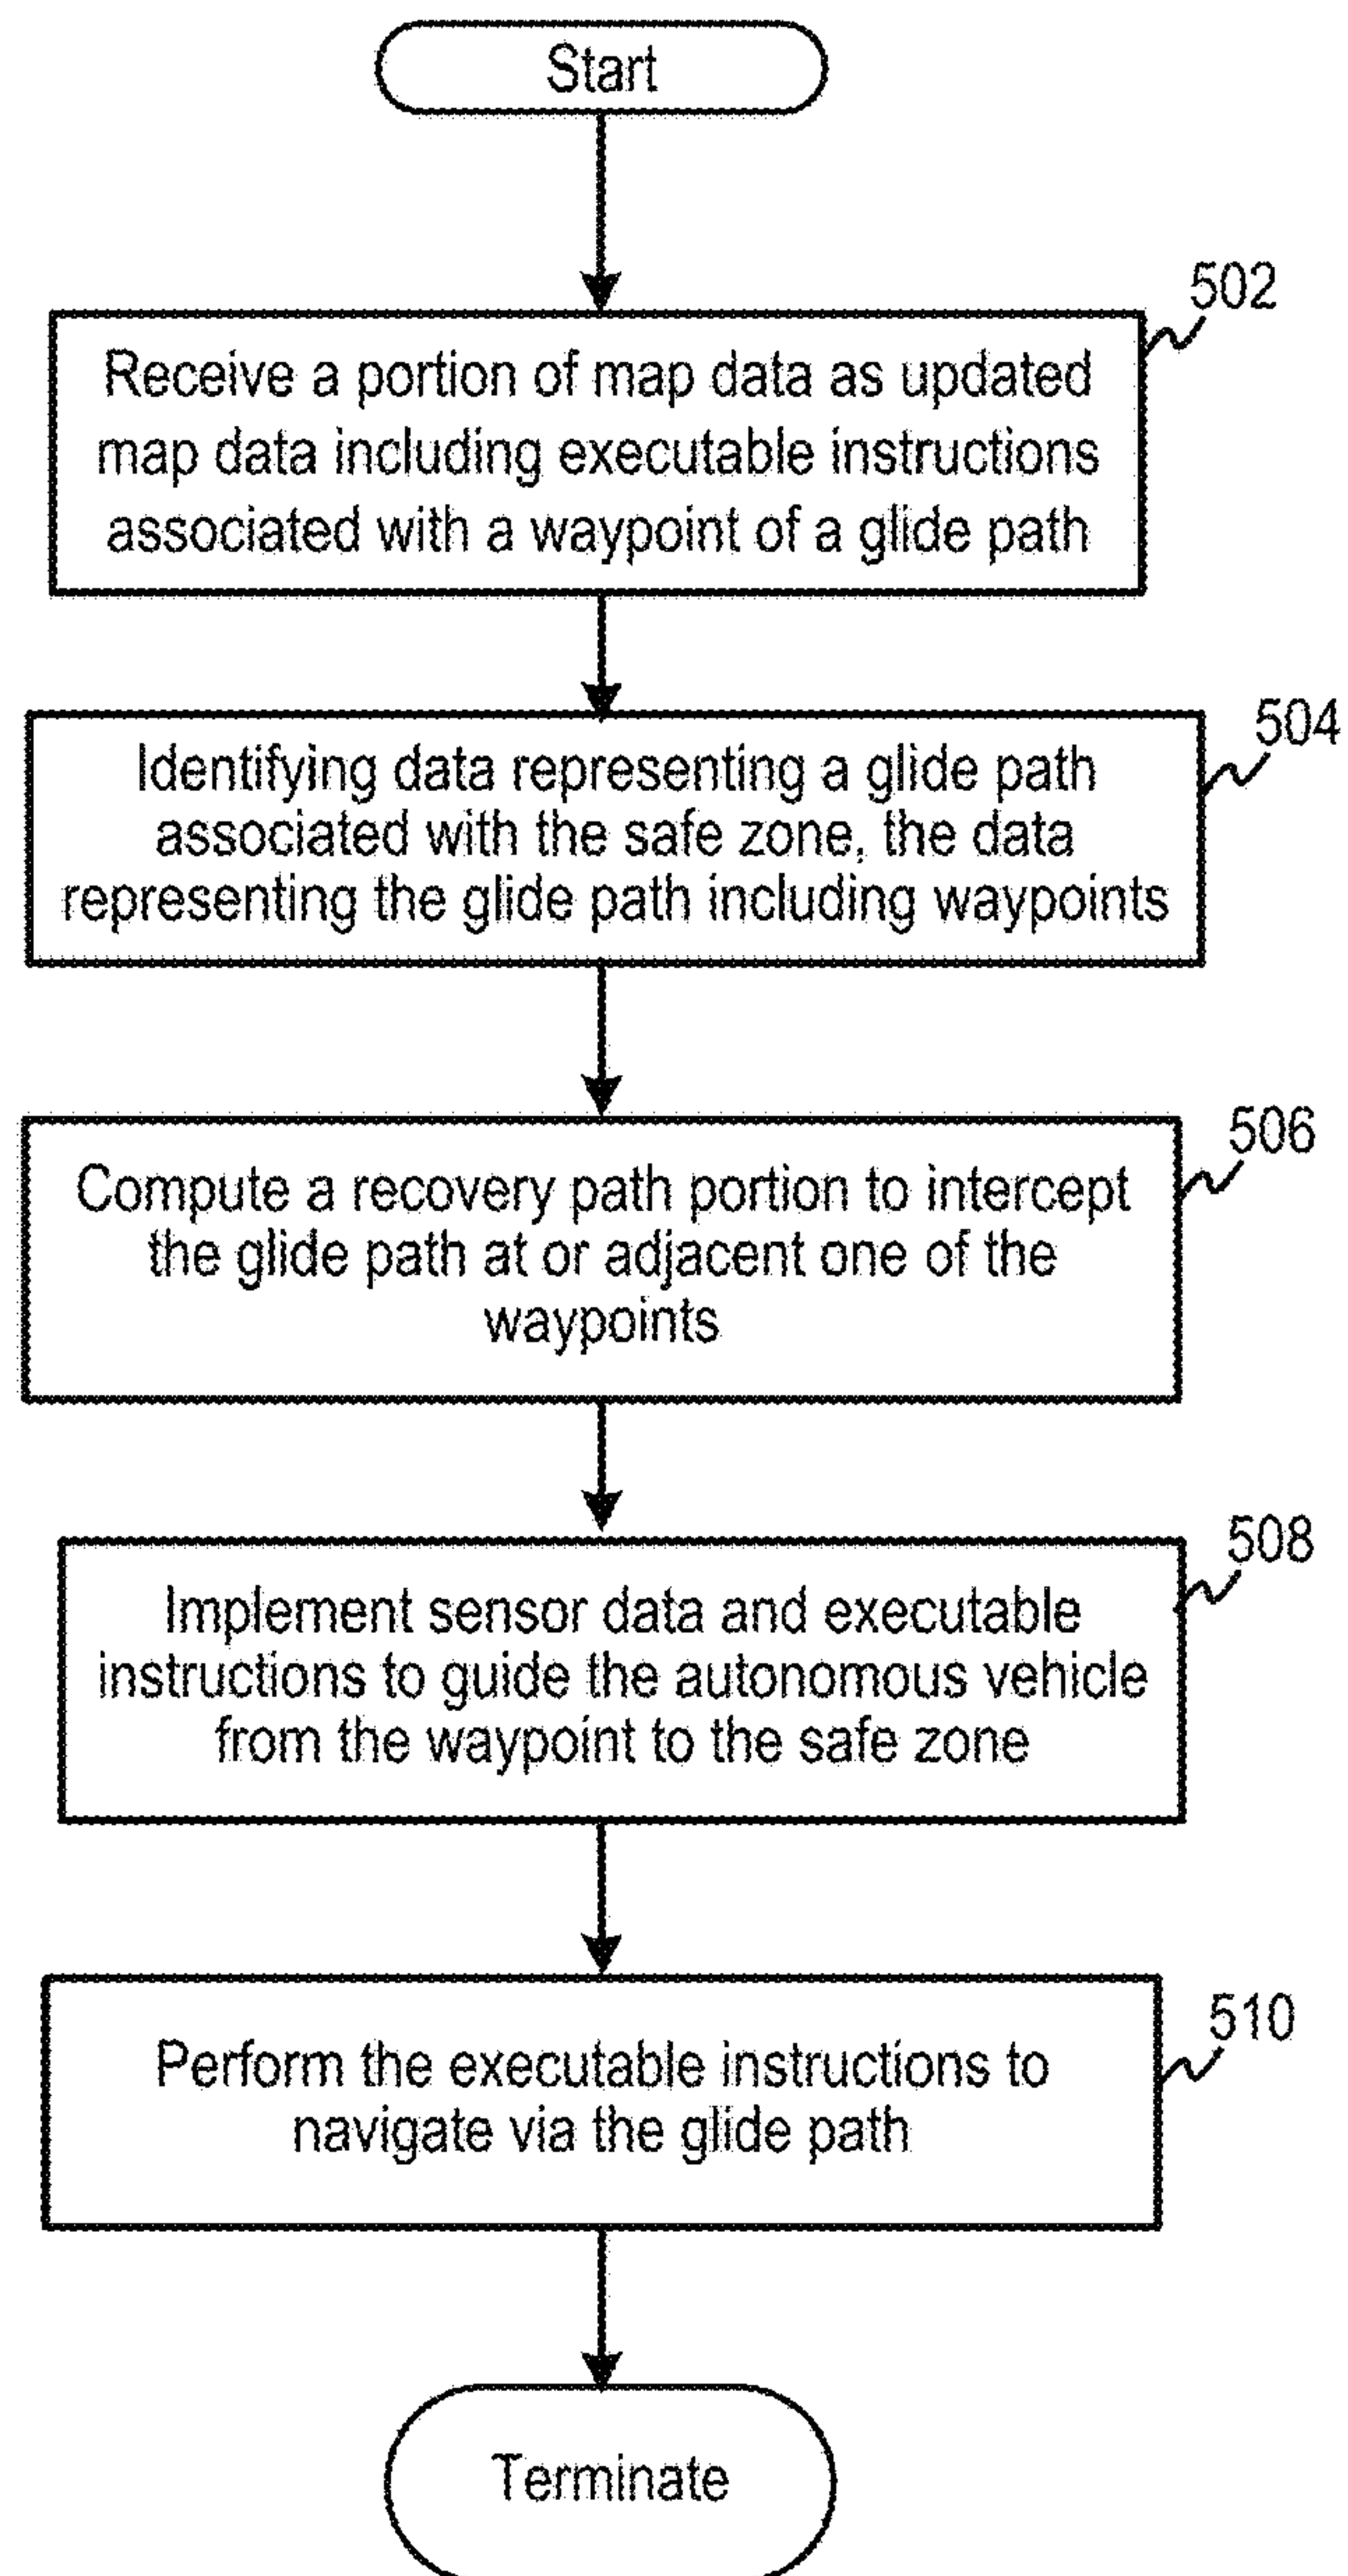 Start
502
Receive a portion of map data as updated
map data including executable instructions
associated with a waypoint of a glide path
504
Identifying data representing a glide path
associated with the safe zone, the data
representing the glide path including waypoints
506
Compute a recovery path portion to intercept
the glide path at or adjacent one of the
waypoints
508
Implement sensor data and executable
instructions to guide the autonomous vehicle
from the waypoint to the safe zone
510
Perform the executable instructions to
navigate via the glide path
Terminate